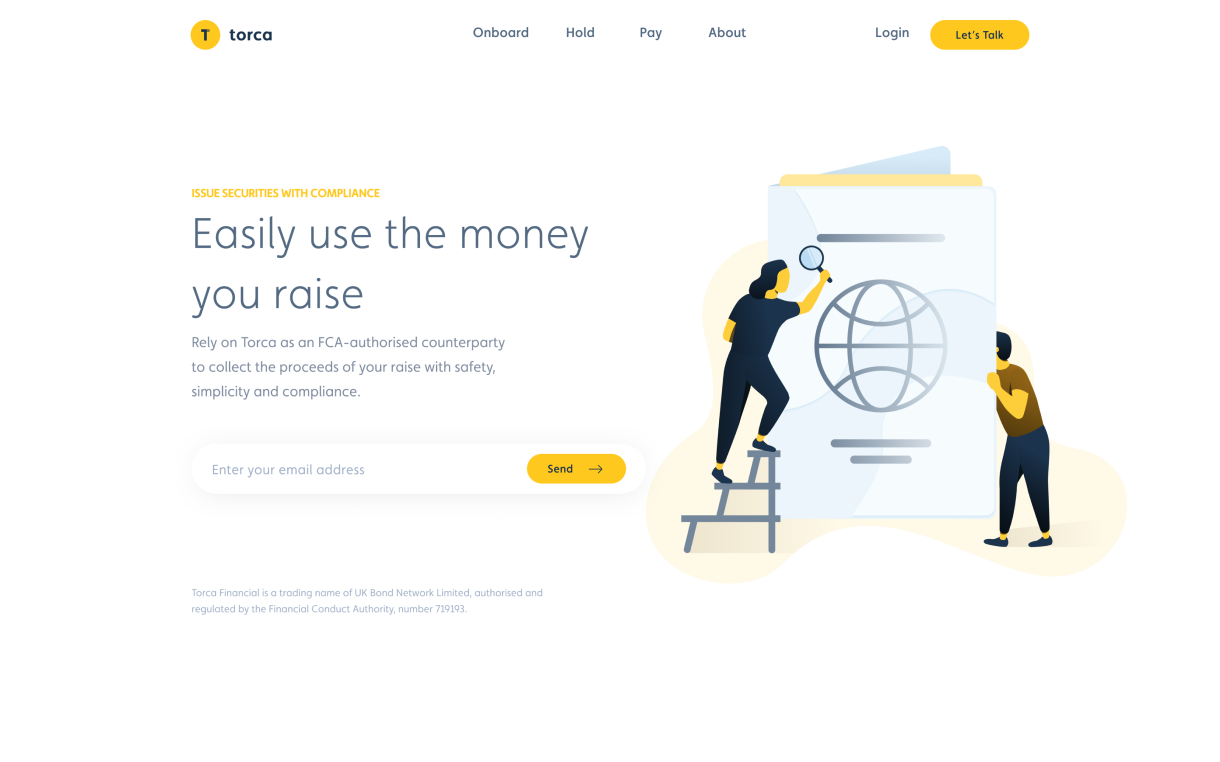 T torca
Onboard
Hold
Pay
About
Login
Let's Talk
ISSUE SECURITIES WITH COMPLIANCE
Easily use the money
you raise
Rely on Torca as an FCA-authorised counterparty
to collect the proceeds of your raise with safety,
simplicity and compliance.
Enter your email address
Send
Torca Financial is a trading name of UK Bond Network Limited, authorised and
regulated by the Financial Conduct Authority, number 719193.